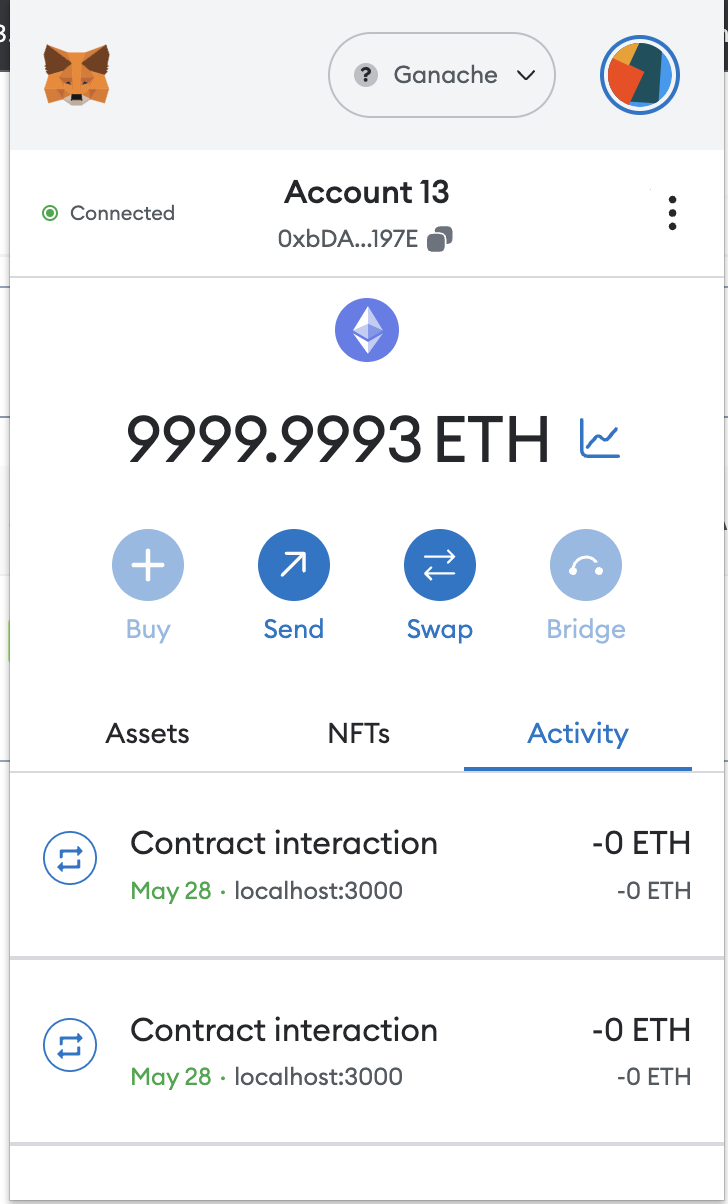 ? Ganache
Connected
Account 13
0xbDA...197E
9999.9993 ETH
Buy
Send
Swap
Bridge
Assets
NFTs
Activity
Contract interaction
-0 ETH
May 28 · localhost:3000
-0 ETH
Contract interaction
-0 ETH
May 28 · localhost:3000
-0 ETH